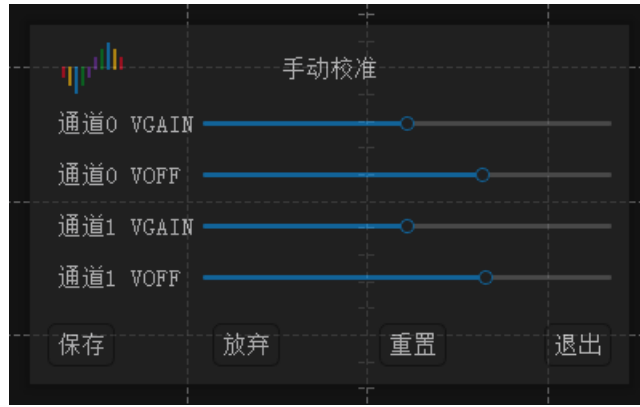 手动校准
通道0 VGAIN
通道0 VOFF
通道1 VGAIN
通道1 VOFF
保存 放弃 重置 退出